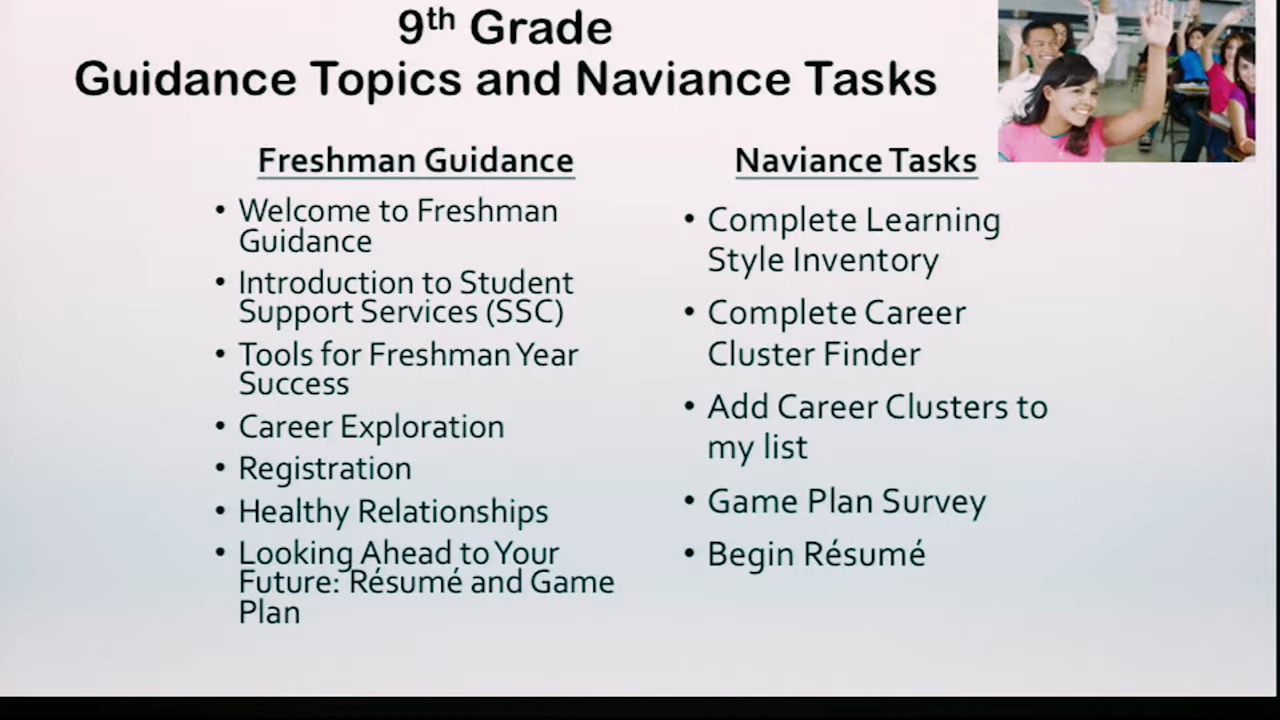 9th Grade
Guidance Topics and Naviance Tasks
Freshman Guidance
• Welcome to Freshman
Guidance
• Introduction to Student
Support Services (SSC)
• Tools for Freshman Year
Success
• Career Exploration
• Registration
• Healthy Relationships
• Looking Ahead to Your
Future: Résumé and Game
Plan
Naviance Tasks
• Complete Learning
Style Inventory
• Complete Career
Cluster Finder
• Add Career Clusters to
my list
• Game Plan Survey
• Begin Résumé